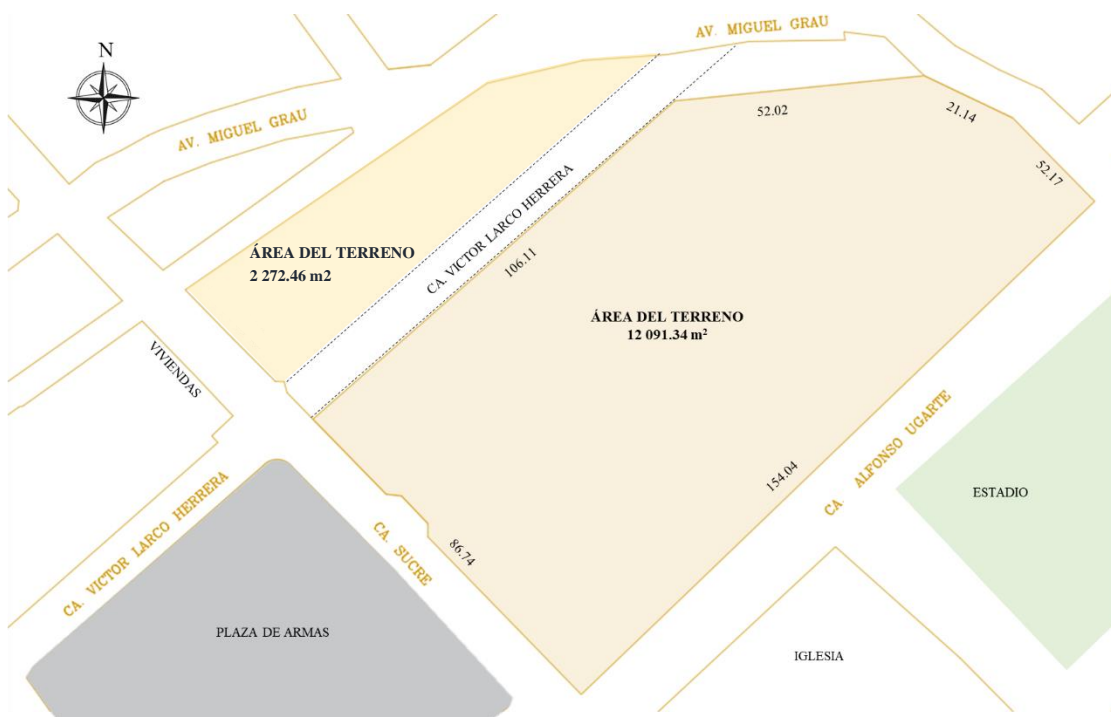 AV. MIGUEL GRAU
N
AV. MIGUEL GRAU
52.02
21.14
52.17
CA. VICTOR LARCO HERRERA
106.11
ÁREA DEL TERRENO
2 272.46 m2
ÁREA DEL TERRENO
12 091.34 m²
VIVIENDAS
CA. VICTOR LARCO HERRERA
CA. SUCRE
86.74
154.04
CA. ALFONSO UGARTE
ESTADIO
PLAZA DE ARMAS
IGLESIA